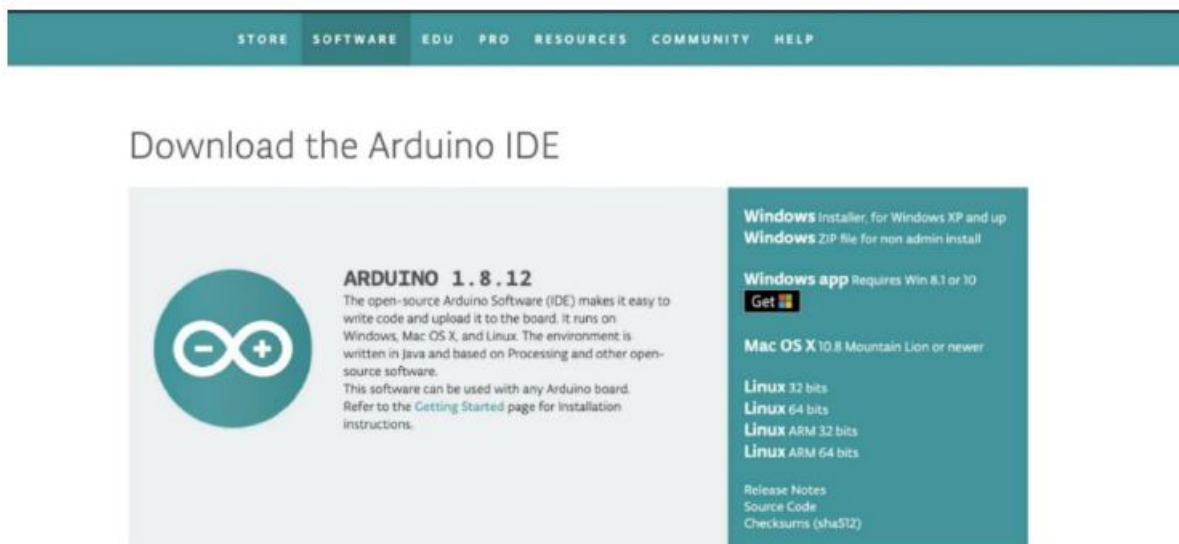 STORE SOFTWARE EDU PRO RESOURCES COMMUNITY HELP
Download the Arduino IDE
ARDUINO 1.8.12
The open-source Arduino Software (IDE) makes it easy to
write code and upload it to the board. It runs on
Windows, Mac OS X, and Linux. The environment is
written in Java and based on Processing and other open-
source software.
This software can be used with any Arduino board.
Refer to the Getting Started page for Installation
instructions.
Windows Installer, for Windows XP and up
Windows ZIP file for non admin install
Windows app Requires Win 8.1 or 10
Get
Mac OS X 10.8 Mountain Lion or newer
Linux 32 bits
Linux 64 bits
Linux ARM 32 bits
Linux ARM 64 bits
Release Notes
Source Code
Checksums (sha512)